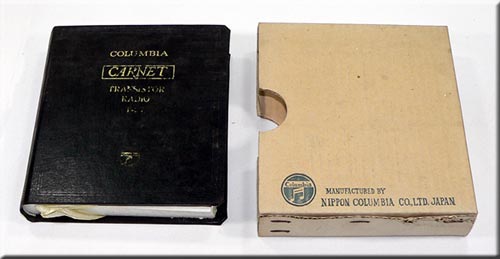 COLUMBIA
CARNET
TRANSISTOR
RADIO
Columbia
MANUFACTURED BY
NIPPON COLUMBIA CO., LTD. JAPAN